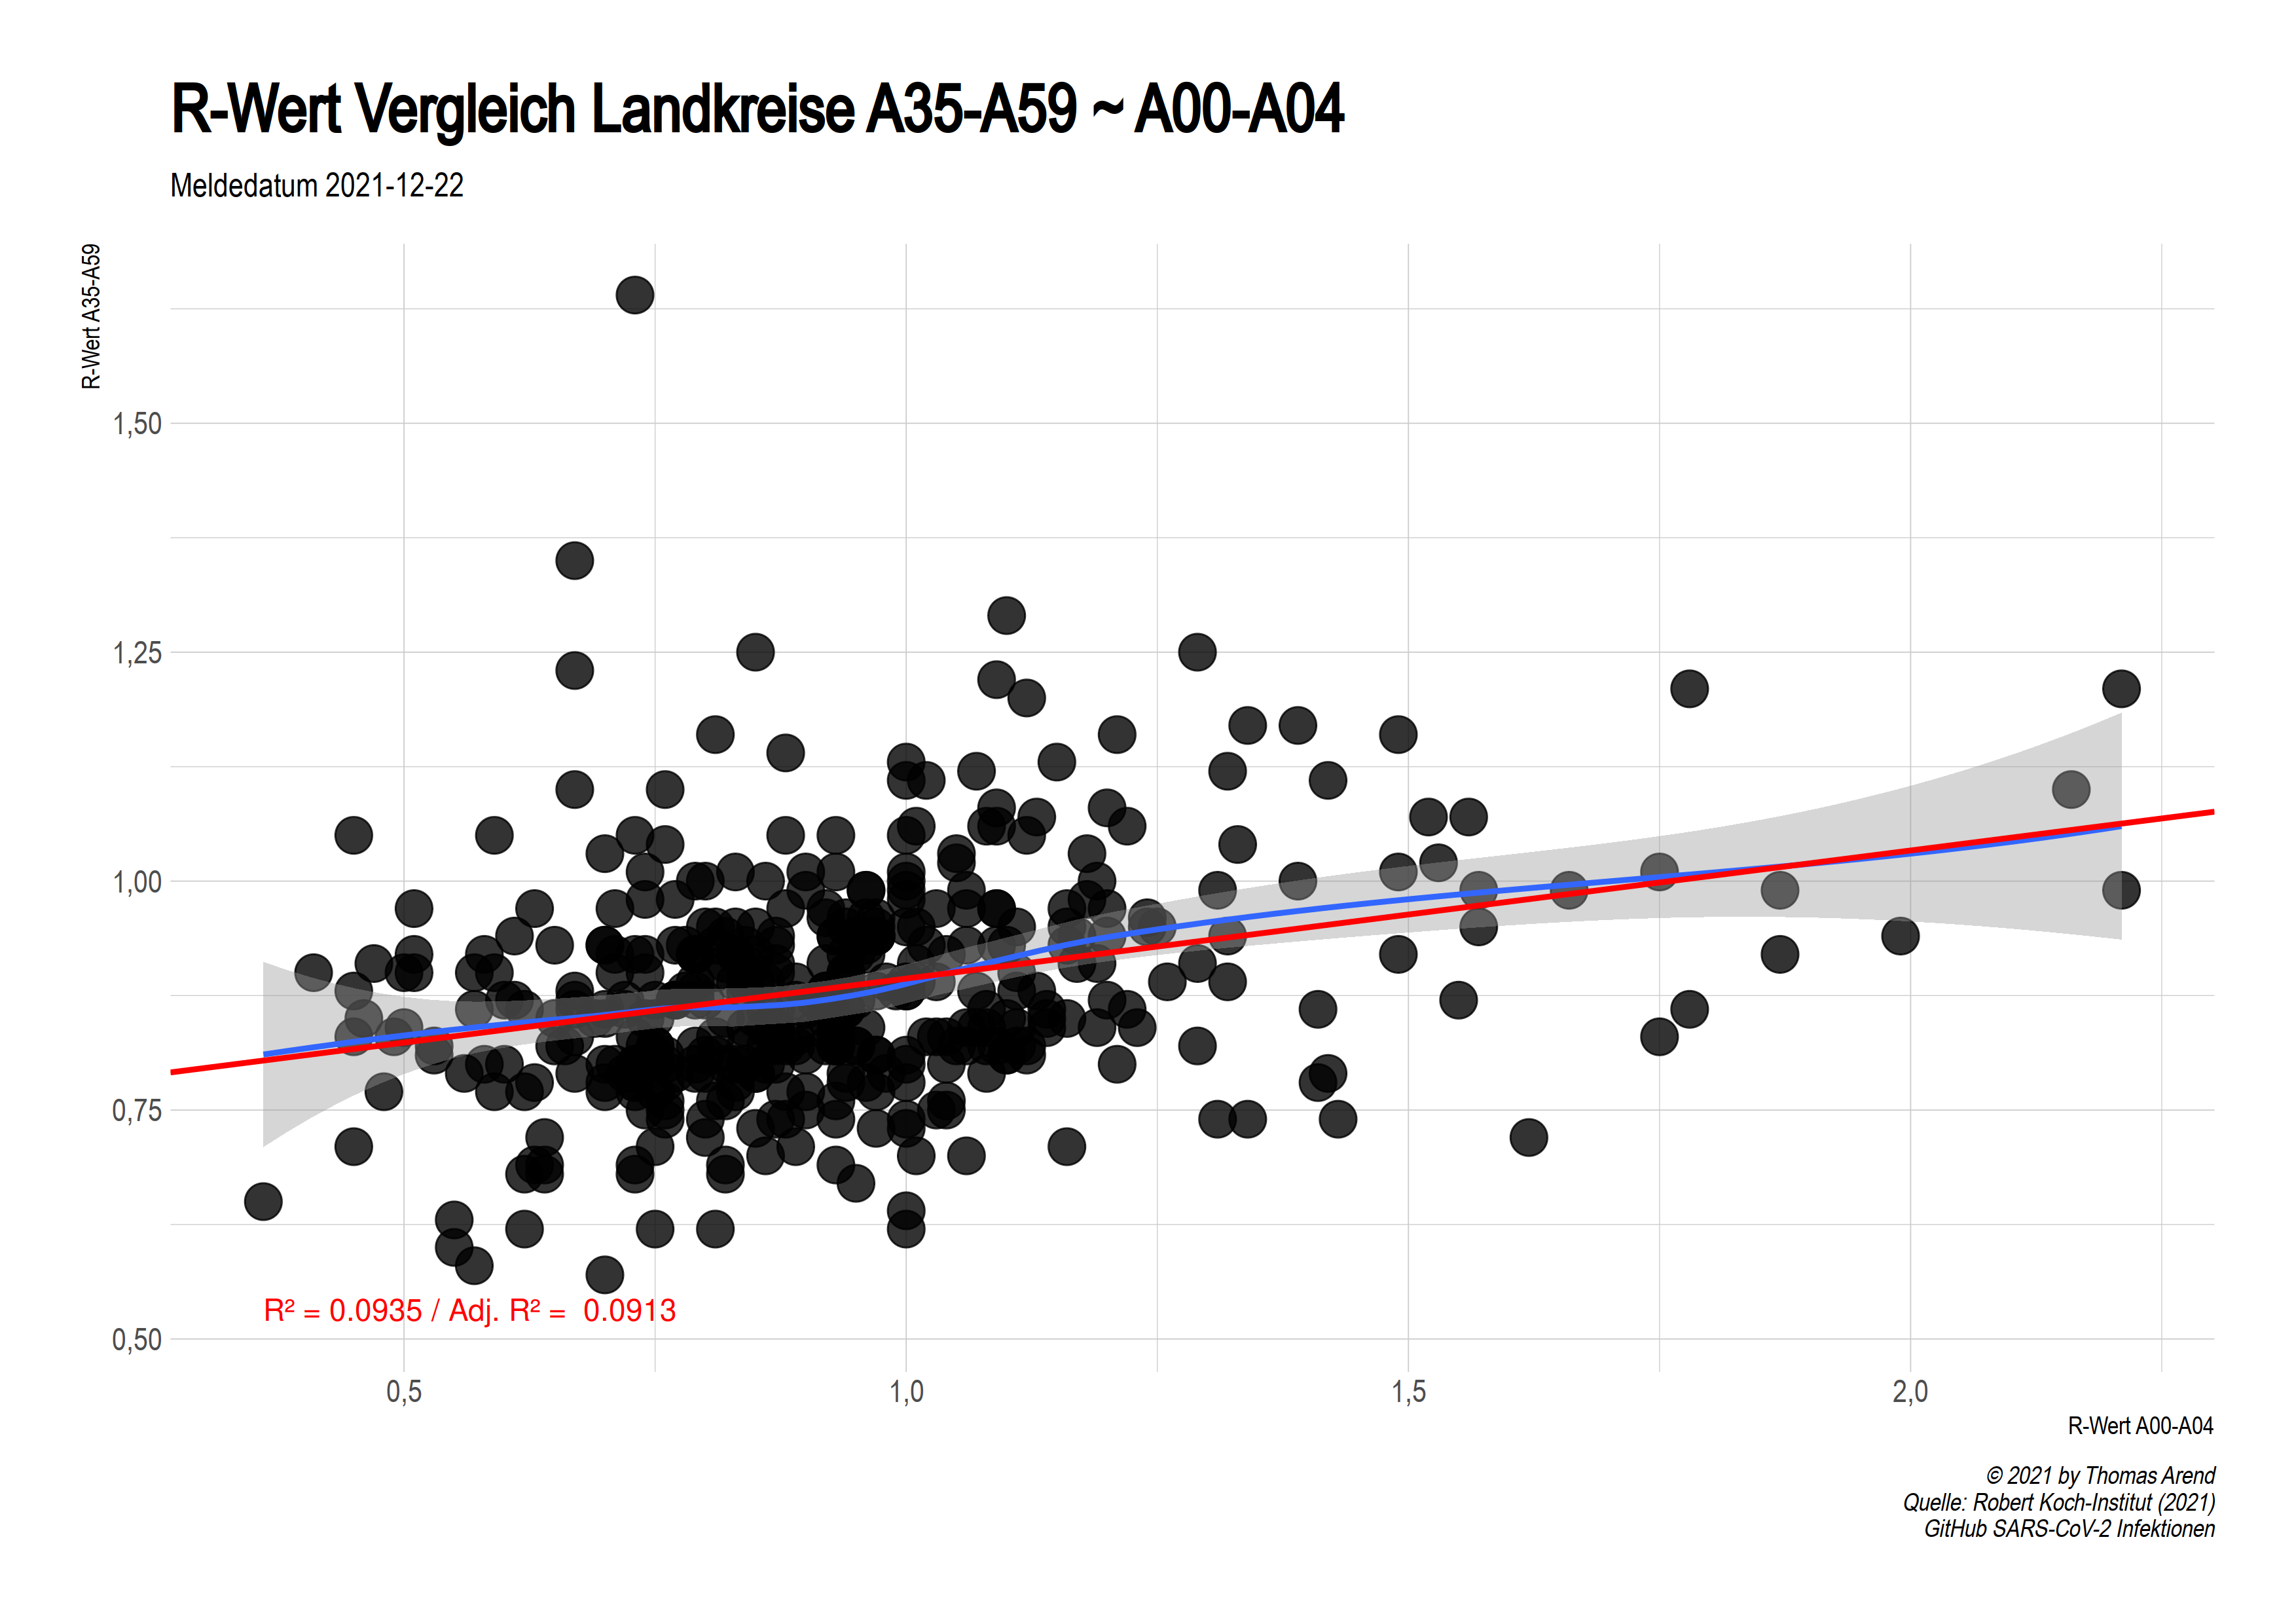 R-Wert Vergleich Landkreise A35-A59 ~ A00-A04
Meldedatum 2021-12-22
R-Wert A35-A59
1,50
1,25
1,00
0,75
0,50
R² = 0.0935 / Adj. R² =  0.0913
0,5 1,0 1,5 2,0
R-Wert A00-A04
© 2021 by Thomas Arend
Quelle: Robert Koch-Institut (2021)
GitHub SARS-CoV-2 Infektionen